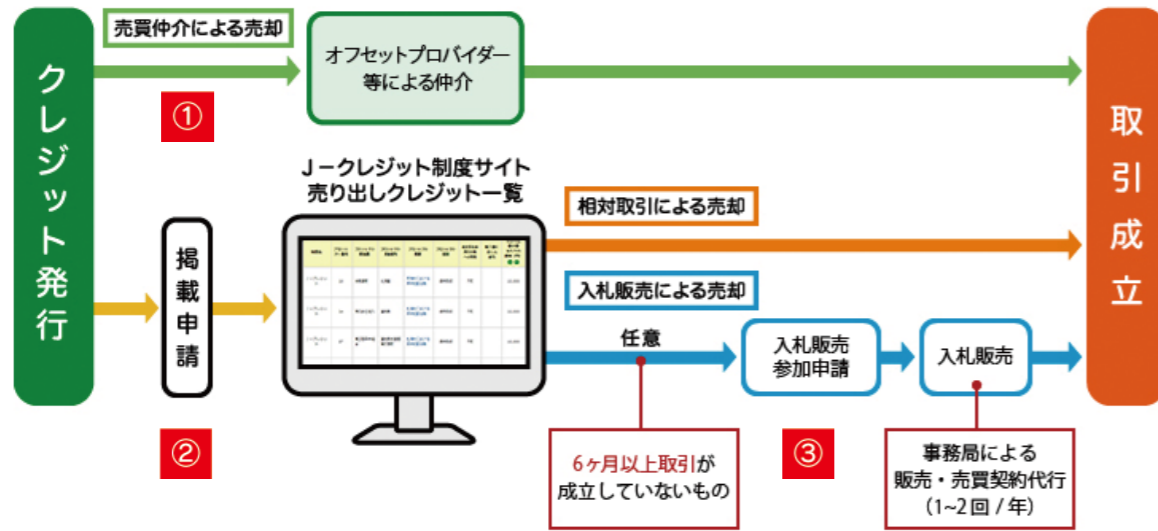 クレジット発行
売買仲介による売却
オフセットプロバイダー
等による仲介
①
J－クレジット制度サイト
売り出しクレジット一覧
掲載申請
②
相対取引による売却
入札販売による売却
任意
入札販売
参加申請
入札販売
6ヶ月以上取引が
成立していないもの
③
事務局による
販売・売買契約代行
(1~2回 / 年)
取引成立